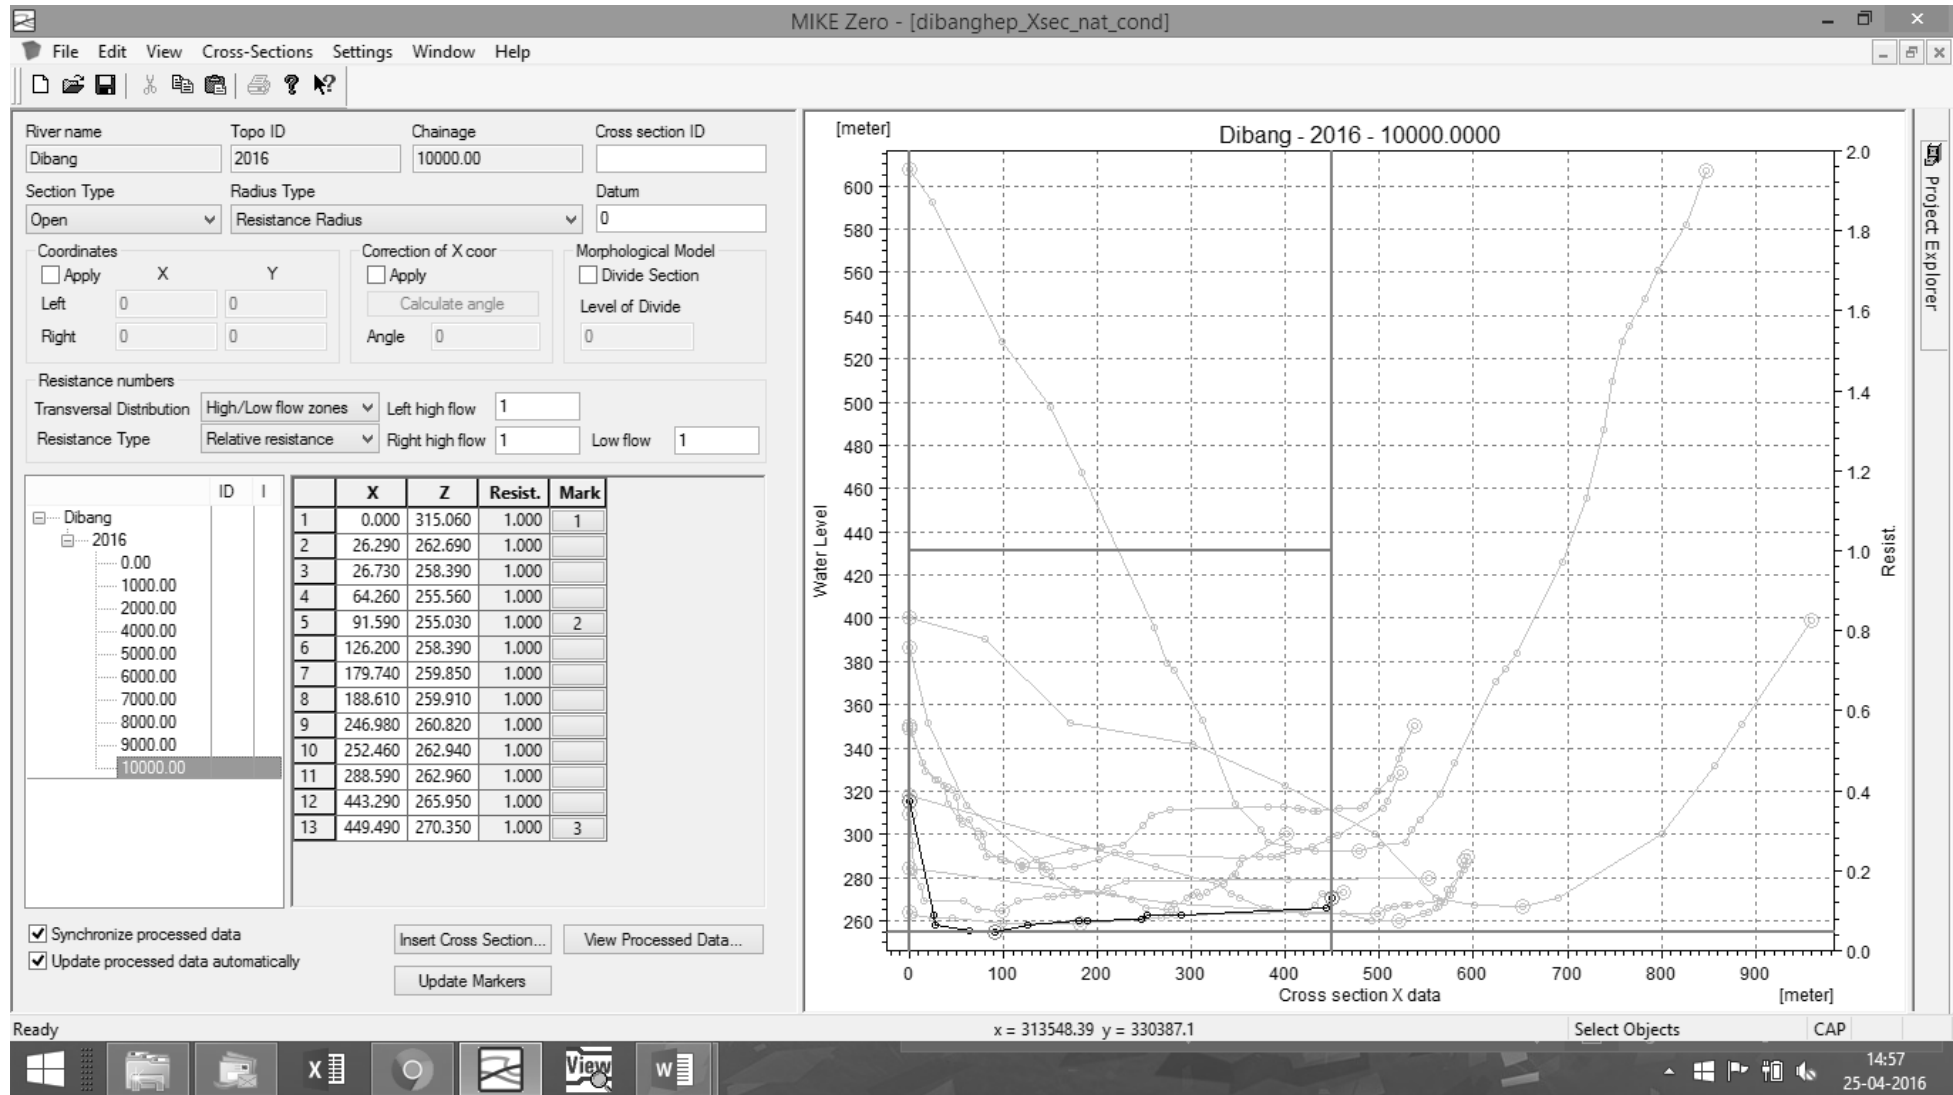 MIKE Zero - [dibanghep_Xsec_nat_cond]
File Edit View Cross-Sections Settings Window Help
River name Topo ID Chainage Cross section ID
Dibang 2016 10000.00
Section Type Radius Type Datum
Open Resistance Radius 0
Coordinates Correction of X coor Morphological Model
Apply X Y Apply Divide Section
Left 0 0 Calculate angle Level of Divide
Right 0 0 Angle 0 0
Resistance numbers
Transversal Distribution High/Low flow zones Left high flow 1
Resistance Type Relative resistance Right high flow 1 Low flow 1
ID I
Dibang
2016
0.00
1000.00
2000.00
4000.00
5000.00
6000.00
7000.00
8000.00
9000.00
10000.00
X Z Resist. Mark
1 0.000 315.060 1.000 1
2 26.290 262.690 1.000
3 26.730 258.390 1.000
4 64.260 255.560 1.000
5 91.590 255.030 1.000 2
6 126.200 258.390 1.000
7 179.740 259.850 1.000
8 188.610 259.910 1.000
9 246.980 260.820 1.000
10 252.460 262.940 1.000
11 288.590 262.960 1.000
12 443.290 265.950 1.000
13 449.490 270.350 1.000 3
Synchronize processed data
Update processed data automatically
Insert Cross Section... View Processed Data...
Update Markers
[meter]
Dibang - 2016 - 10000.0000
600
580
560
540
520
500
480
460
440
420
400
380
360
340
320
300
280
260
Water Level
2.0
1.8
1.6
1.4
1.2
1.0
0.8
0.6
0.4
0.2
0.0
Resist.
0 100 200 300 400 500 600 700 800 900
Cross section X data [meter]
Project Explorer
Ready x = 313548.39 y = 330387.1 Select Objects CAP
View
14:57
25-04-2016